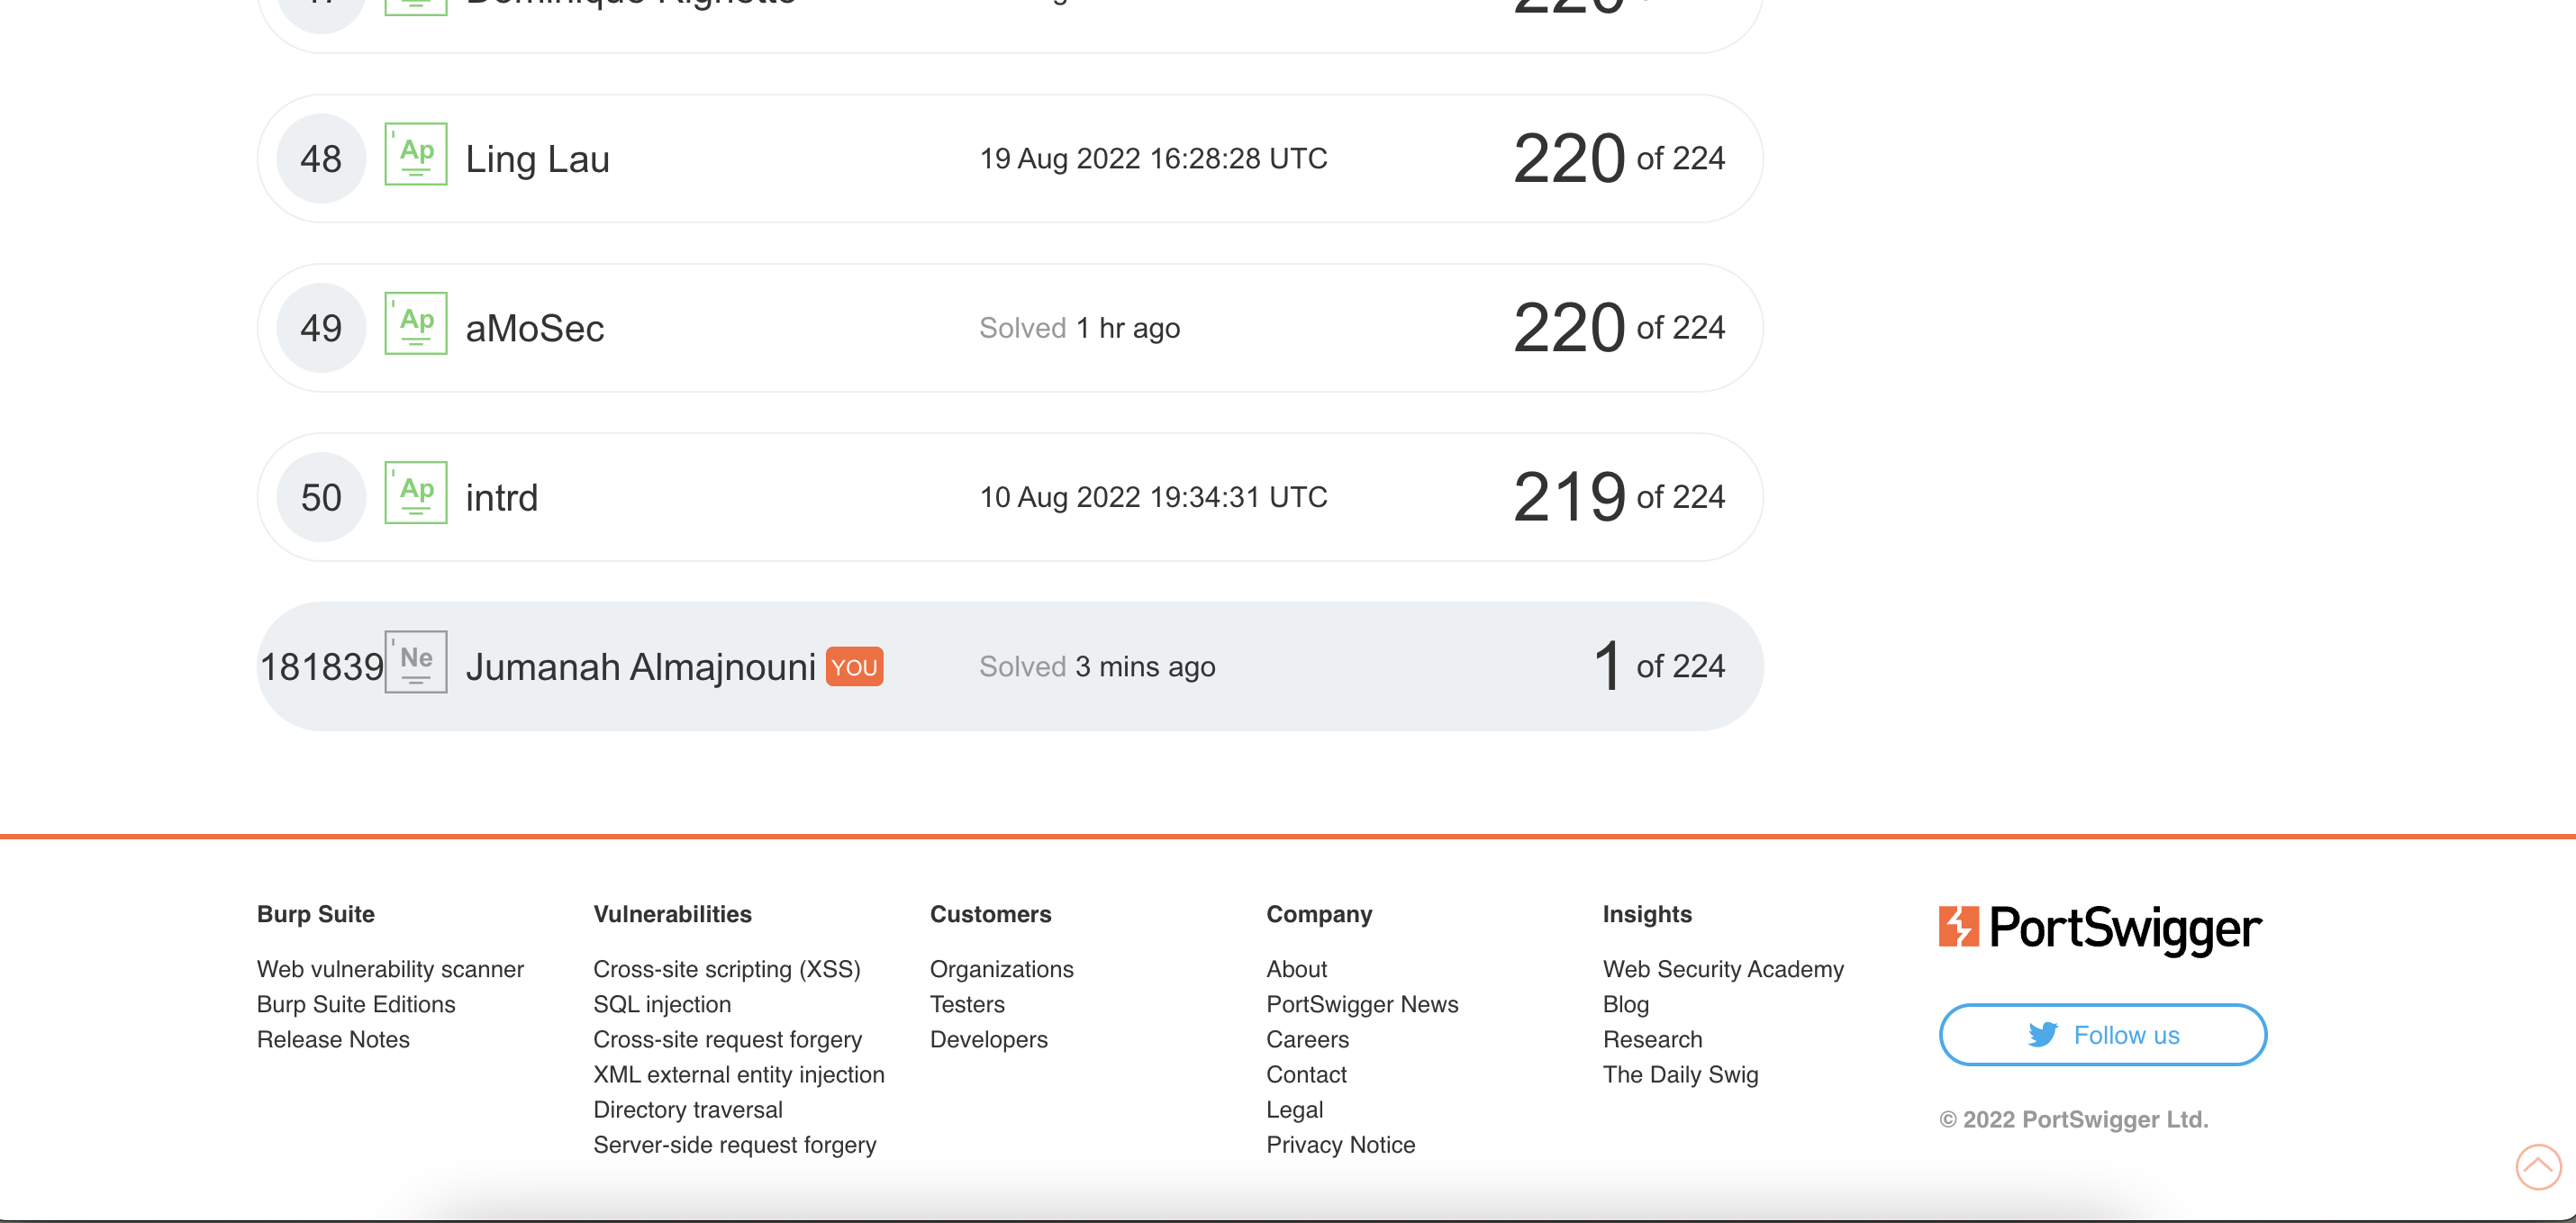 48 Ap Ling Lau 19 Aug 2022 16:28:28 UTC 220 of 224
49 Ap aMoSec Solved 1 hr ago 220 of 224
50 Ap intrd 10 Aug 2022 19:34:31 UTC 219 of 224
181839 Ne Jumanah Almajnouni YOU Solved 3 mins ago 1 of 224
Burp Suite
Web vulnerability scanner
Burp Suite Editions
Release Notes
Vulnerabilities
Cross-site scripting (XSS)
SQL injection
Cross-site request forgery
XML external entity injection
Directory traversal
Server-side request forgery
Customers
Organizations
Testers
Developers
Company
About
PortSwigger News
Careers
Contact
Legal
Privacy Notice
Insights
Web Security Academy
Blog
Research
The Daily Swig
PortSwigger
Follow us
© 2022 PortSwigger Ltd.